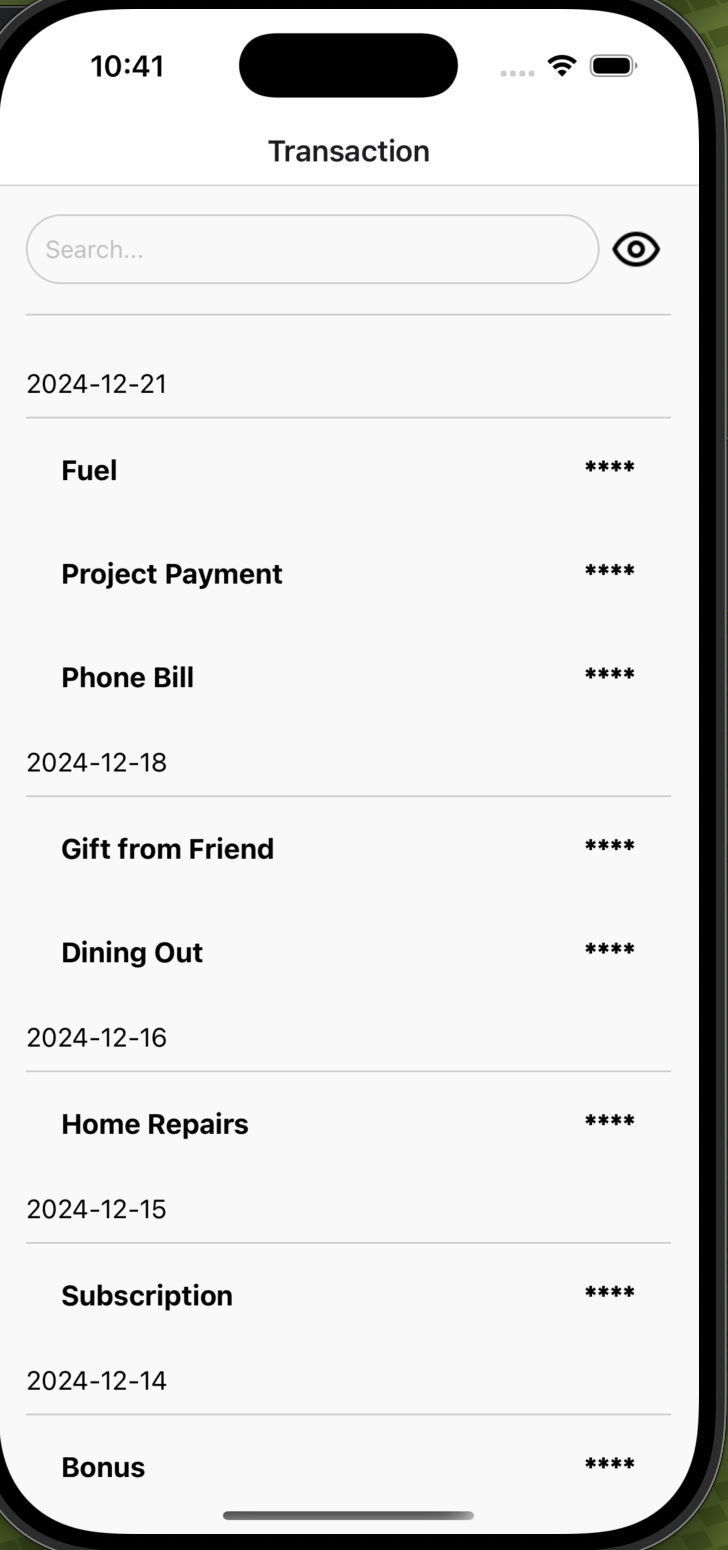 10:41
Transaction
Search...
2024-12-21
Fuel ****
Project Payment ****
Phone Bill ****
2024-12-18
Gift from Friend ****
Dining Out ****
2024-12-16
Home Repairs ****
2024-12-15
Subscription ****
2024-12-14
Bonus ****